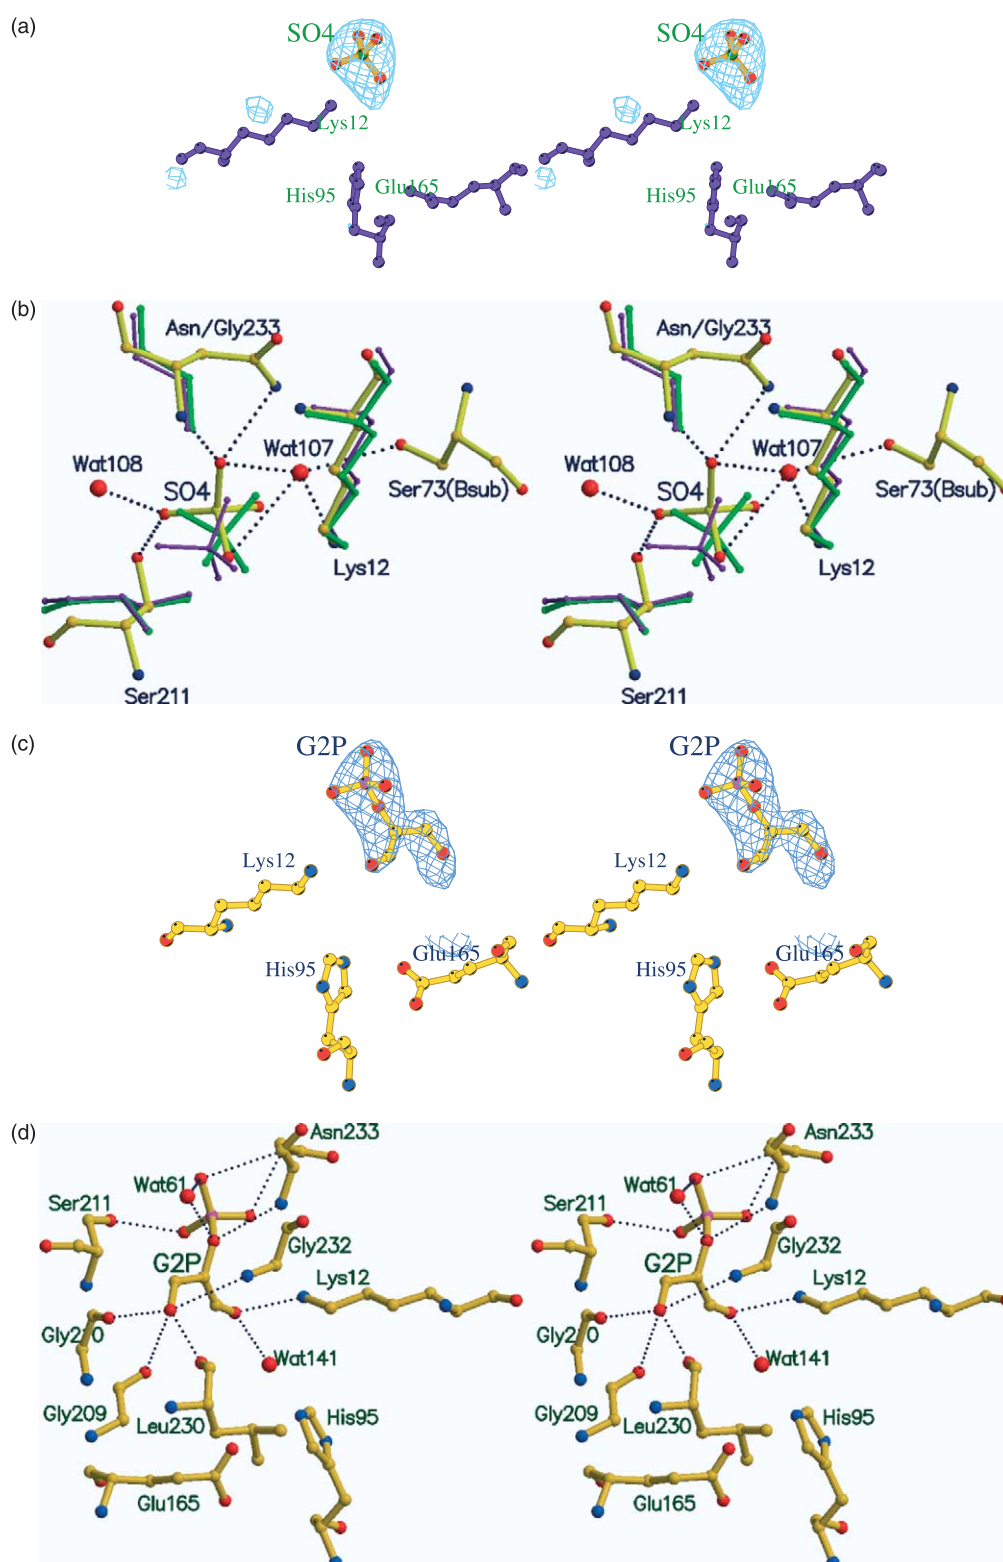 (a)
SO4
SO4
Lys12
Lys12
His95
Glu165
His95
Glu165
(b)
Asn/Gly233
Asn/Gly233
Wat108
Wat107
Wat108
Wat107
SO4
Ser73(Bsub)
SO4
Ser73(Bsub)
Lys12
Lys12
Ser211
Ser211
(c)
G2P
G2P
Lys12
Lys12
His95
Glu165
His95
Glu165
(d)
Asn233
Asn233
Wat61
Wat61
Ser211
Ser211
G2P
Gly232
G2P
Gly232
Lys12
Lys12
Gly210
Gly210
Wat141
Wat141
Gly209
Leu230
His95
Gly209
Leu230
His95
Glu165
Glu165